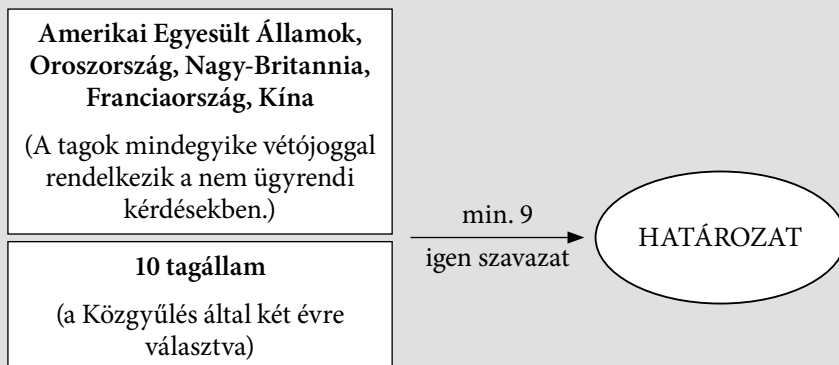 Amerikai Egyesült Államok,
Oroszország, Nagy-Britannia,
Franciaország, Kína
(A tagok mindegyike vétójoggal
rendelkezik a nem ügyrendi
kérdésekben.)
10 tagállam
(a Közgyűlés által két évre
választva)
min. 9
igen szavazat
HATÁROZAT